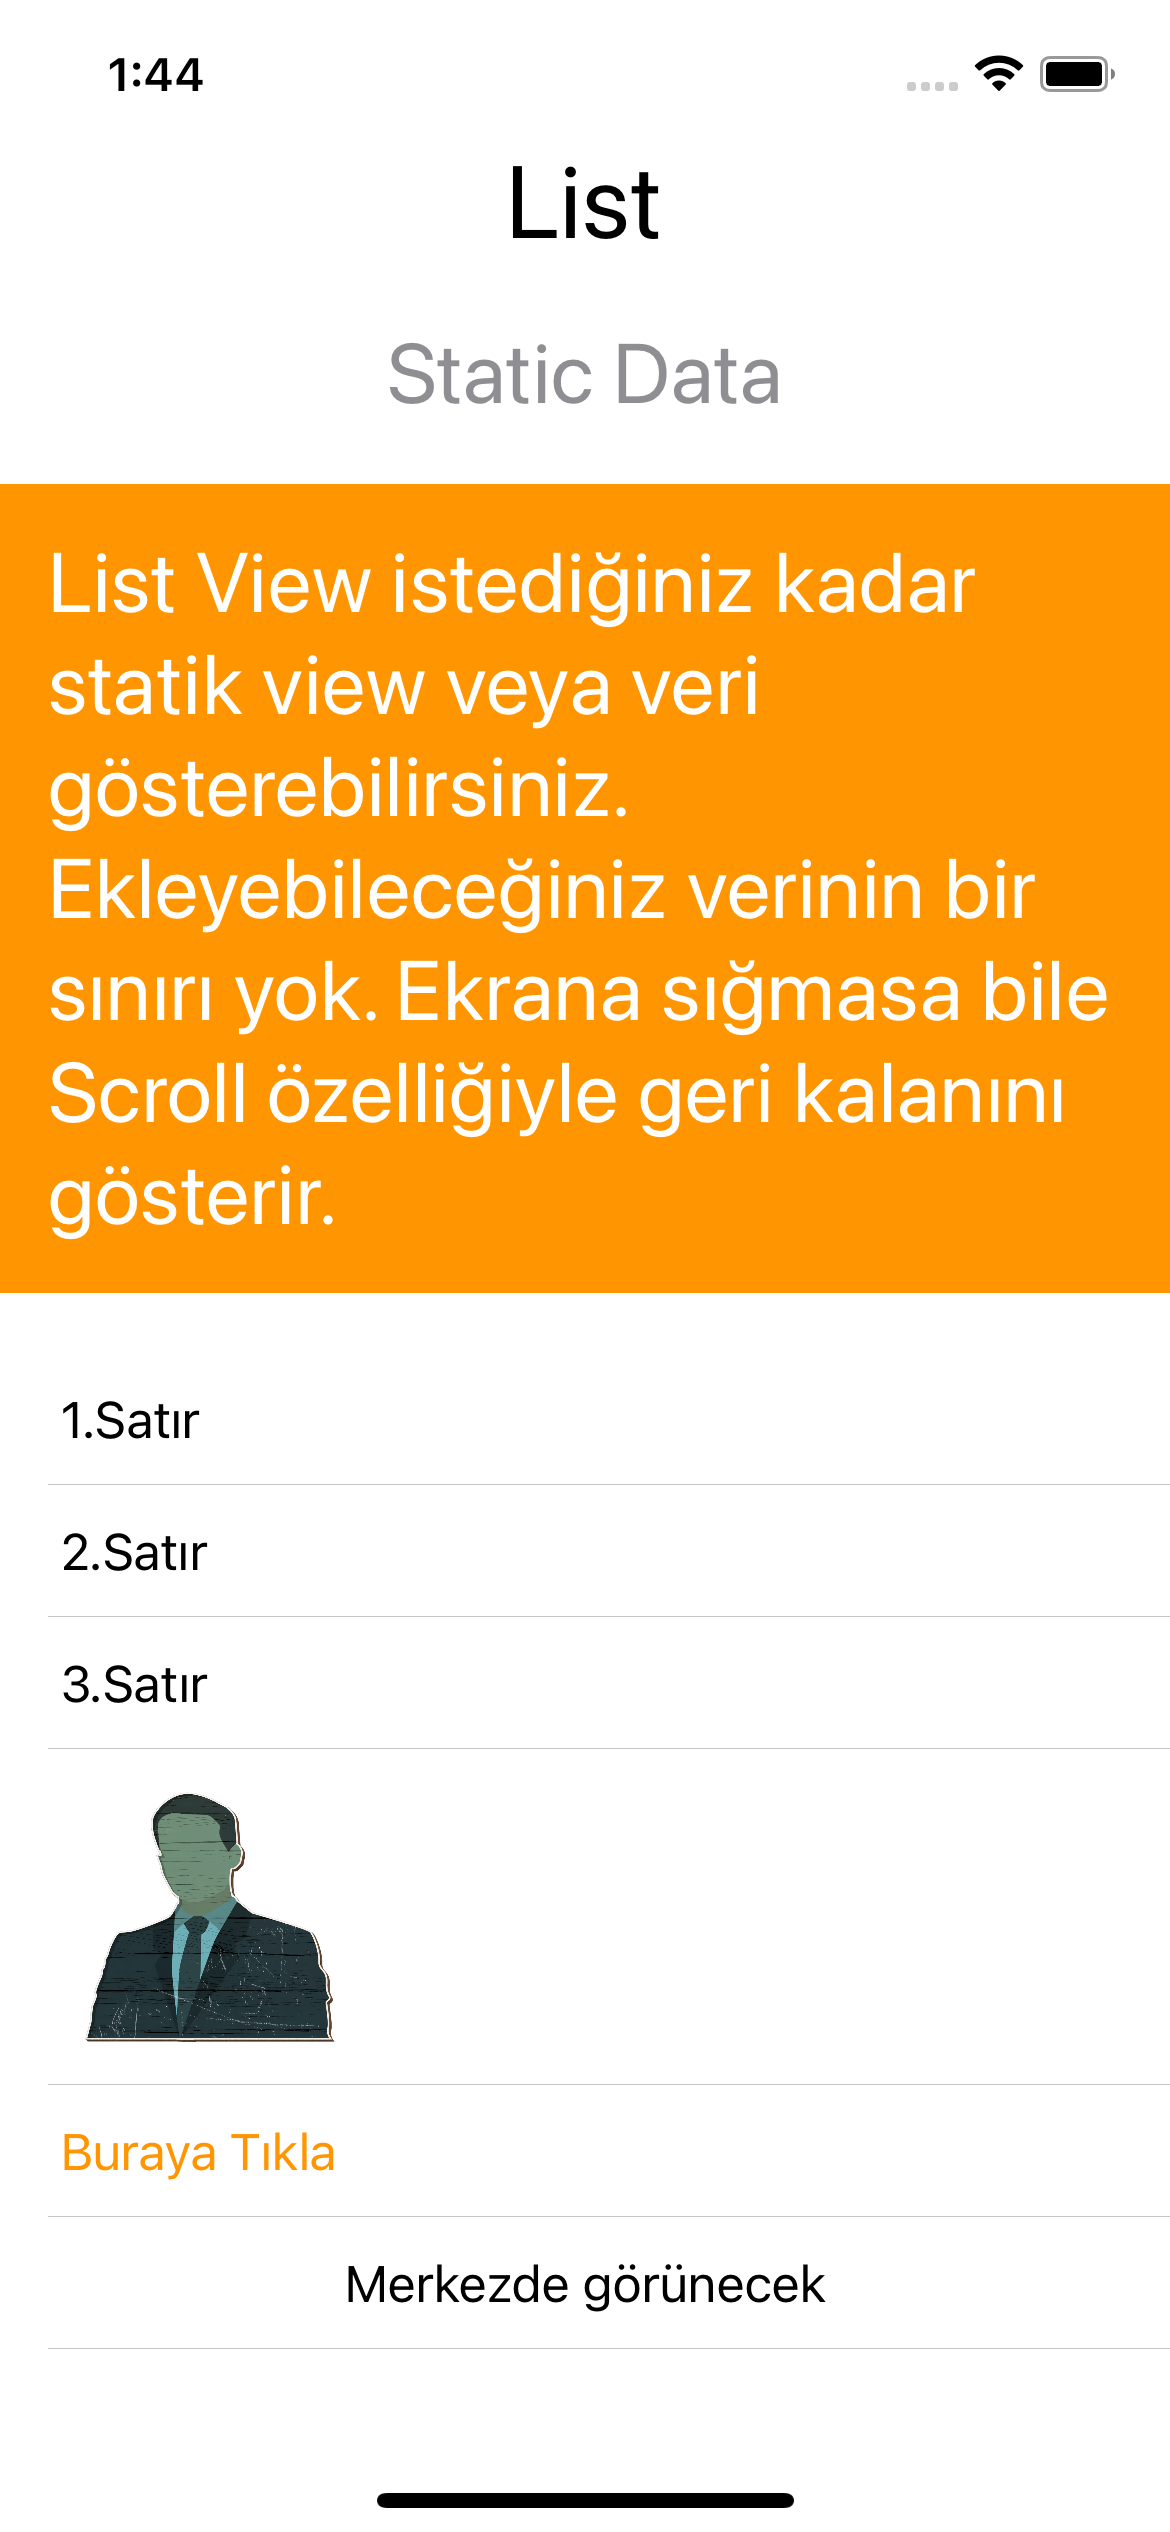 1:44
List
Static Data
List View istediğiniz kadar
statik view veya veri
gösterebilirsiniz.
Ekleyebileceğiniz verinin bir
sınırı yok. Ekrana sığmasa bile
Scroll özelliğiyle geri kalanını
gösterir.
1.Satır
2.Satır
3.Satır
Buraya Tıkla
Merkezde görünecek